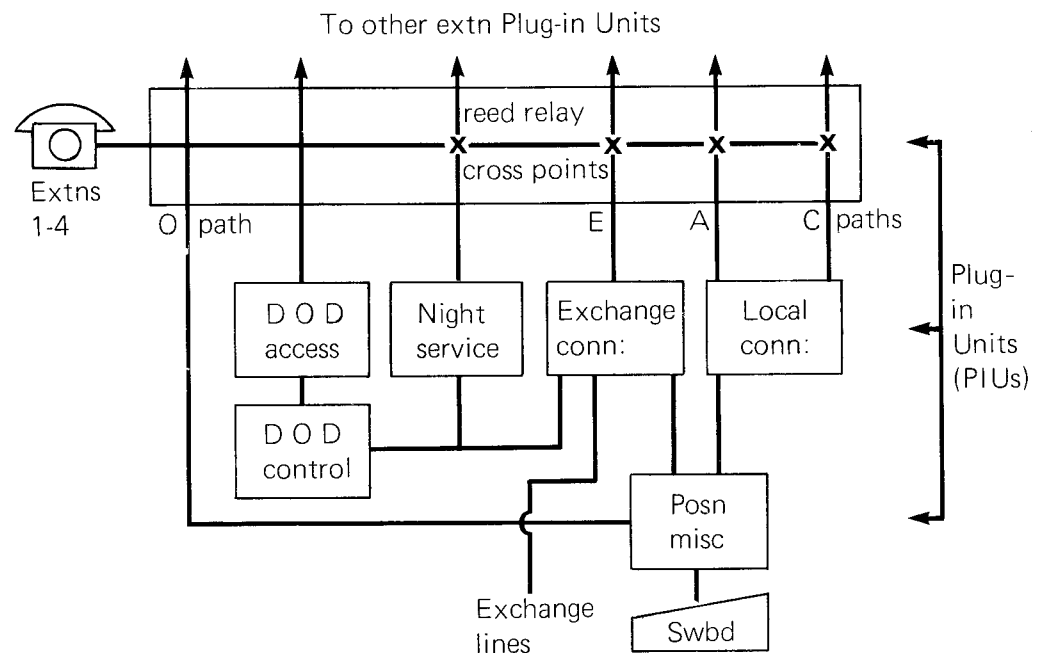 To other extn Plug-in Units
reed relay
cross points
Extns
1-4
O path
E
A
C paths
D O D
access
Night
service
Exchange
conn:
Local
conn:
Plug-
in
Units
(PIUs)
D O D
control
Posn
misc
Exchange
lines
Swbd